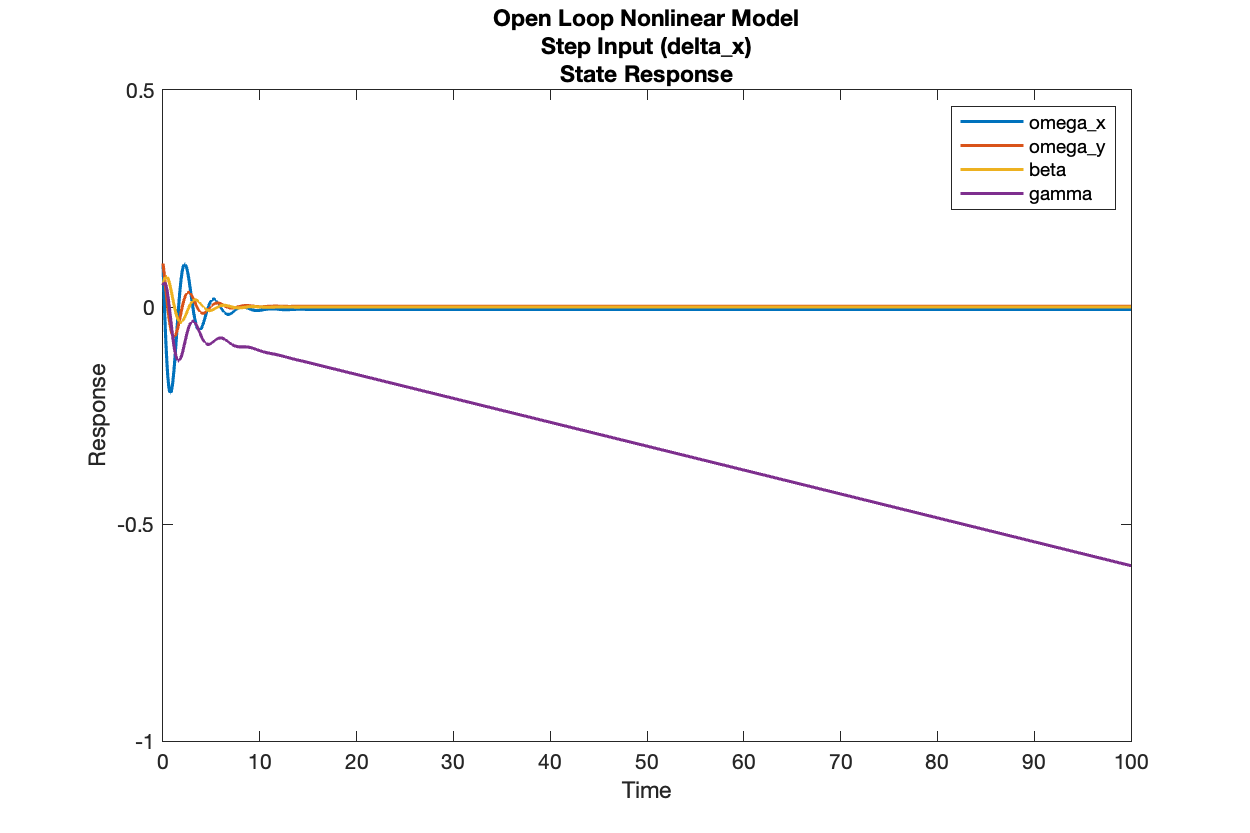 Open Loop Nonlinear Model
Step Input (delta_x)
State Response
0.5
0
-0.5
-1
Response
omega_x
omega_y
beta
gamma
0 10 20 30 40 50 60 70 80 90 100
Time